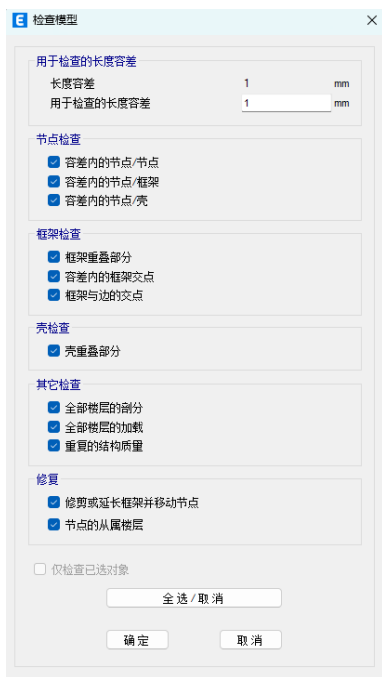 E 检查模型
用于检查的长度容差
长度容差 1 mm
用于检查的长度容差 1 mm
节点检查
容差内的节点/节点
容差内的节点/框架
容差内的节点/壳
框架检查
框架重叠部分
容差内的框架交点
框架与边的交点
壳检查
壳重叠部分
其它检查
全部楼层的剖分
全部楼层的加载
重复的结构质量
修复
修剪或延长框架并移动节点
节点的从属楼层
仅检查已选对象
全选/取消
确定 取消